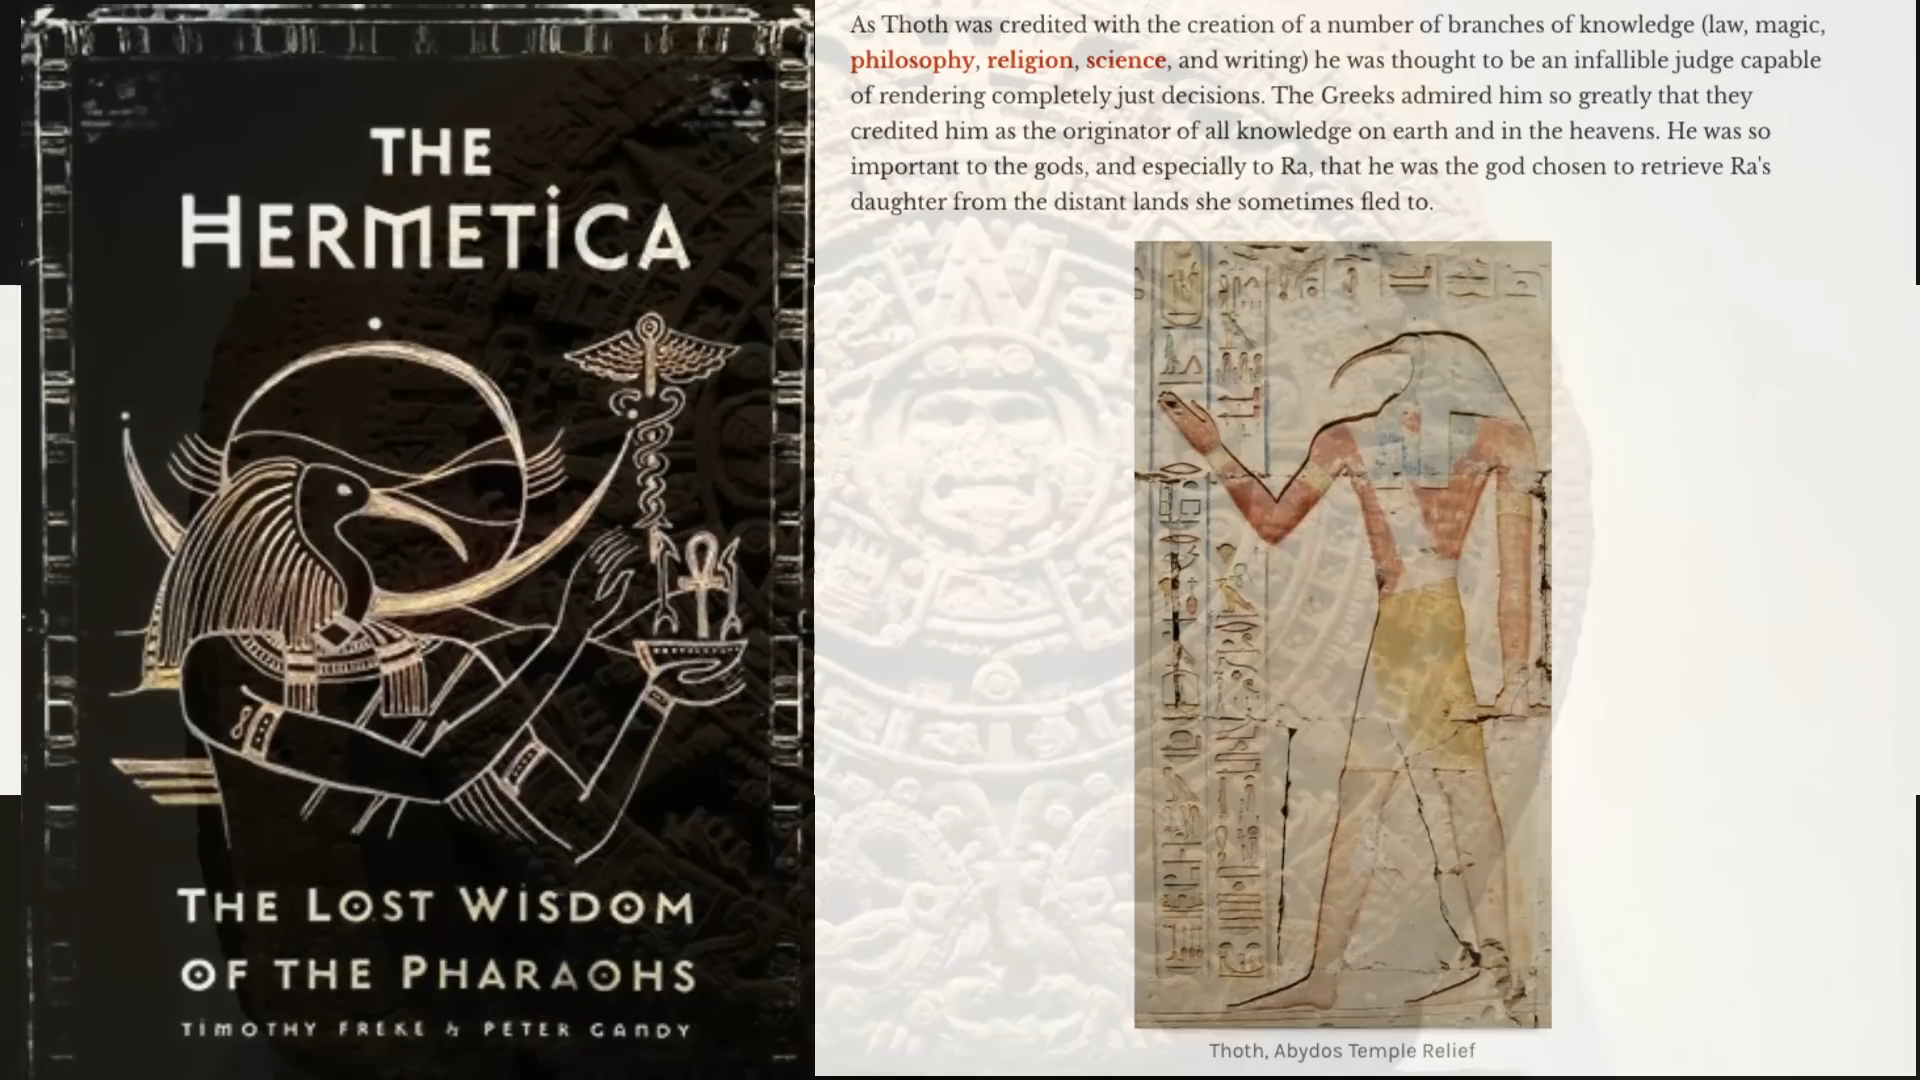 THE
HERMETICA
THE LOST WISDOM
OF THE PHARAOHS
TIMOTHY FREKE & PETER GANDY
As Thoth was credited with the creation of a number of branches of knowledge (law, magic,
philosophy, religion, science, and writing) he was thought to be an infallible judge capable
of rendering completely just decisions. The Greeks admired him so greatly that they
credited him as the originator of all knowledge on earth and in the heavens. He was so
important to the gods, and especially to Ra, that he was the god chosen to retrieve Ra's
daughter from the distant lands she sometimes fled to.
Thoth, Abydos Temple Relief